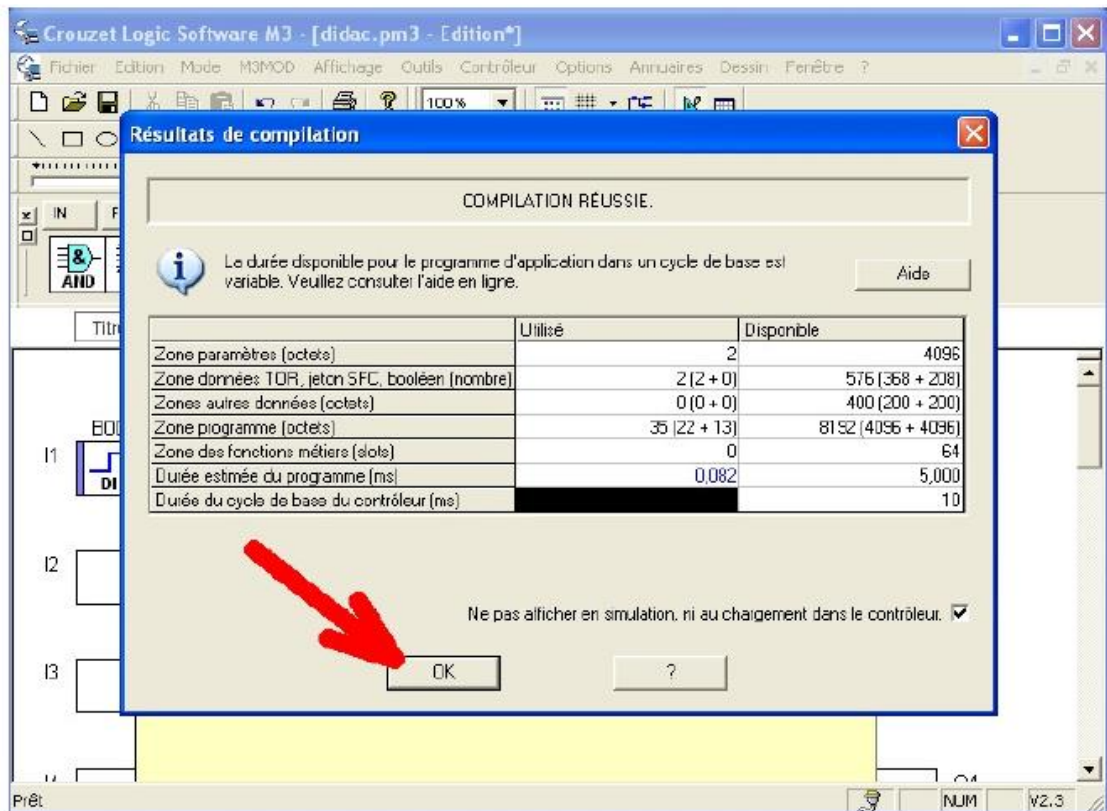 Crouzet Logic Software M3 - [didac.pm3 - Edition*]
Fichier Edition Mode M3MOD Affichage Outils Contrôleur Options Annuaires Dessin Fenêtre ?
100%
Résultats de compilation
COMPILATION RÉUSSIE.
IN
La durée disponible pour le programme d'application dans un cycle de base est
variable. Veuillez consulter l'aide en ligne.
Aide
AND
Utilisé Disponible
Zone paramètres (octets) 2 4096
Zone données TOR, jeton SFC, booléen (nombre) 2 (2 + 0) 576 (368 + 208)
Zones autres données (octets) 0 (0 + 0) 400 (200 + 200)
Zone programme (octets) 35 (22 + 13) 8192 (4096 + 4096)
Zone des fonctions métiers (slots) 0 64
Durée estimée du programme (ms) 0,082 5,000
Durée du cycle de base du contrôleur (ms) 10
I1
I2
Ne pas afficher en simulation, ni au chargement dans le contrôleur.
I3
OK ?
Prêt NUM V2.3